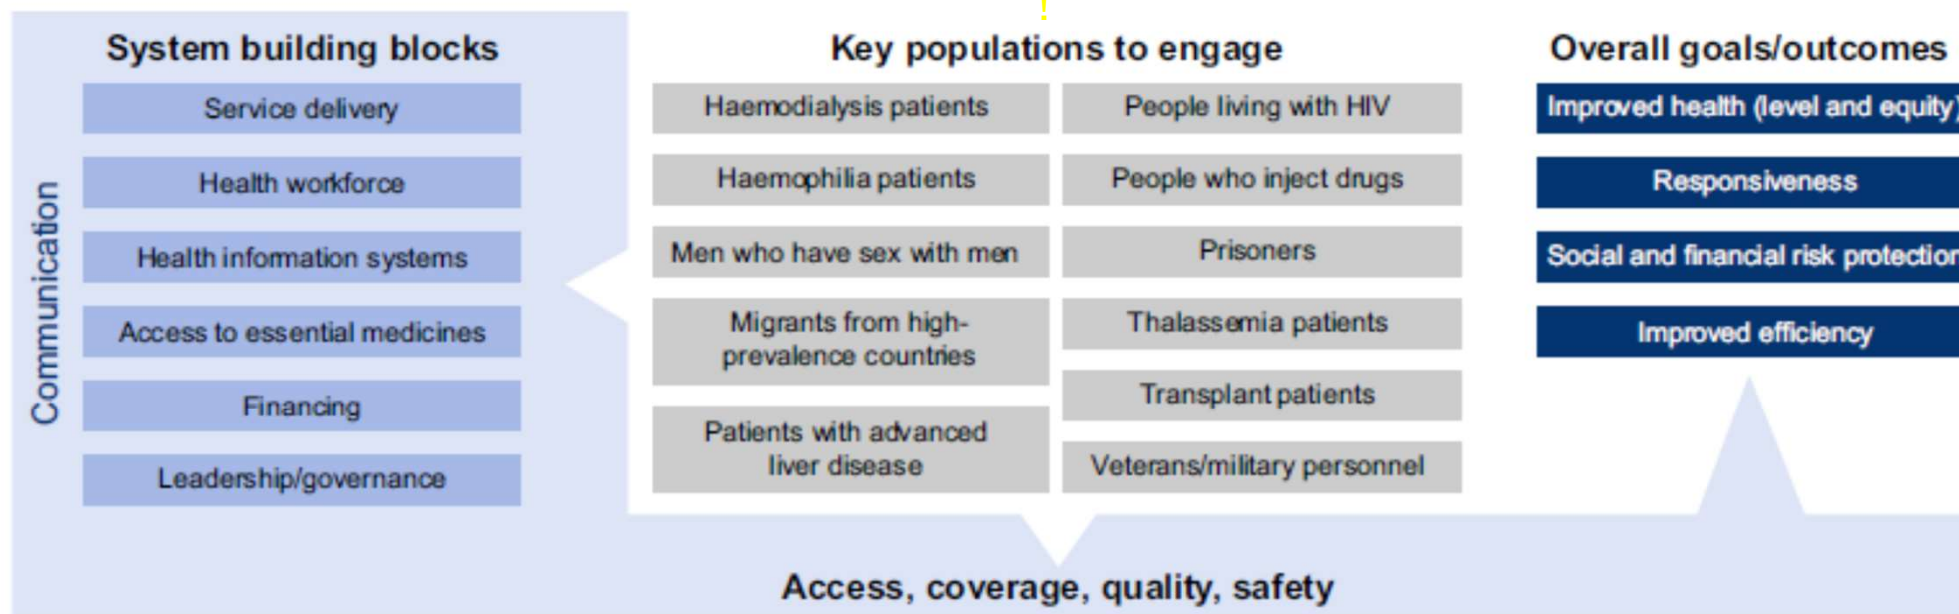 !
System building blocks
Service delivery
Health workforce
Health information systems
Access to essential medicines
Financing
Leadership/governance
Communication
Key populations to engage
Haemodialysis patients
Haemophilia patients
Men who have sex with men
Migrants from high-
prevalence countries
Patients with advanced
liver disease
People living with HIV
People who inject drugs
Prisoners
Thalassemia patients
Transplant patients
Veterans/military personnel
Overall goals/outcomes
Improved health (level and equity)
Responsiveness
Social and financial risk protection
Improved efficiency
Access, coverage, quality, safety